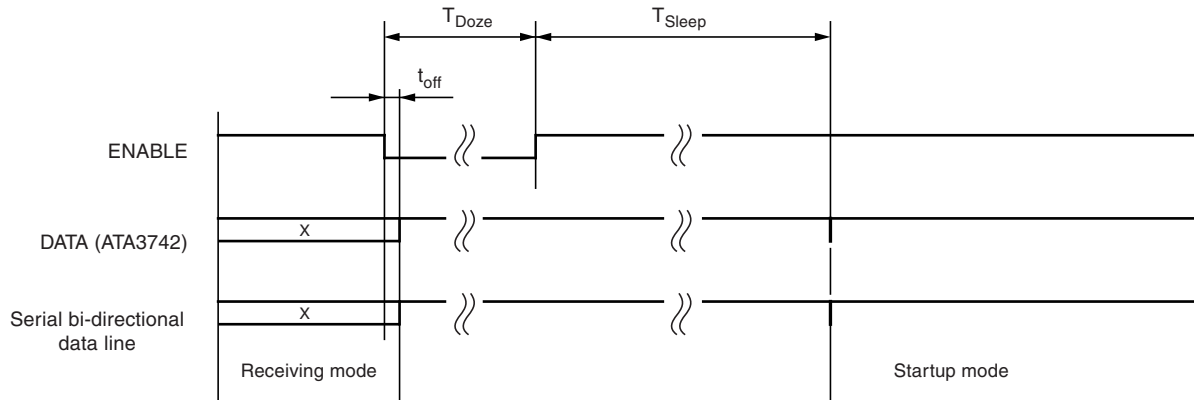 TDoze
TSleep
toff
ENABLE
DATA (ATA3742)
X
Serial bi-directional
data line
X
Receiving mode
Startup mode